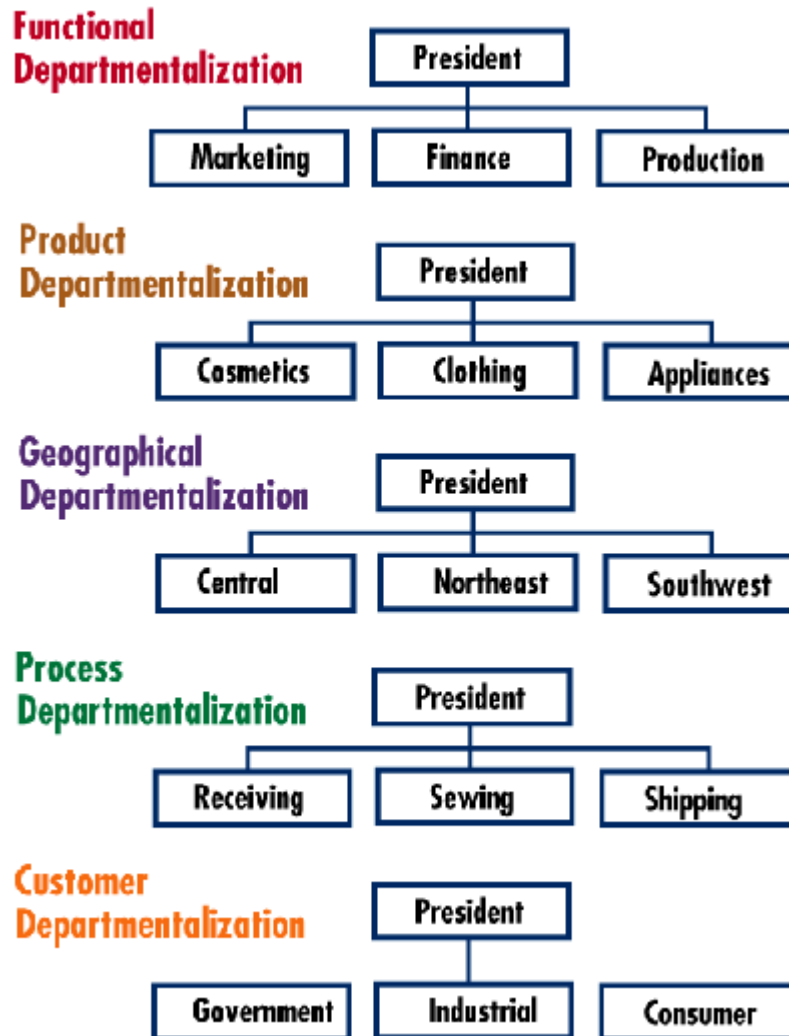 Functional
Departmentalization
President
Marketing
Finance
Production
Product
Departmentalization
President
Cosmetics
Clothing
Appliances
Geographical
Departmentalization
President
Central
Northeast
Southwest
Process
Departmentalization
President
Receiving
Sewing
Shipping
Customer
Departmentalization
President
Government
Industrial
Consumer